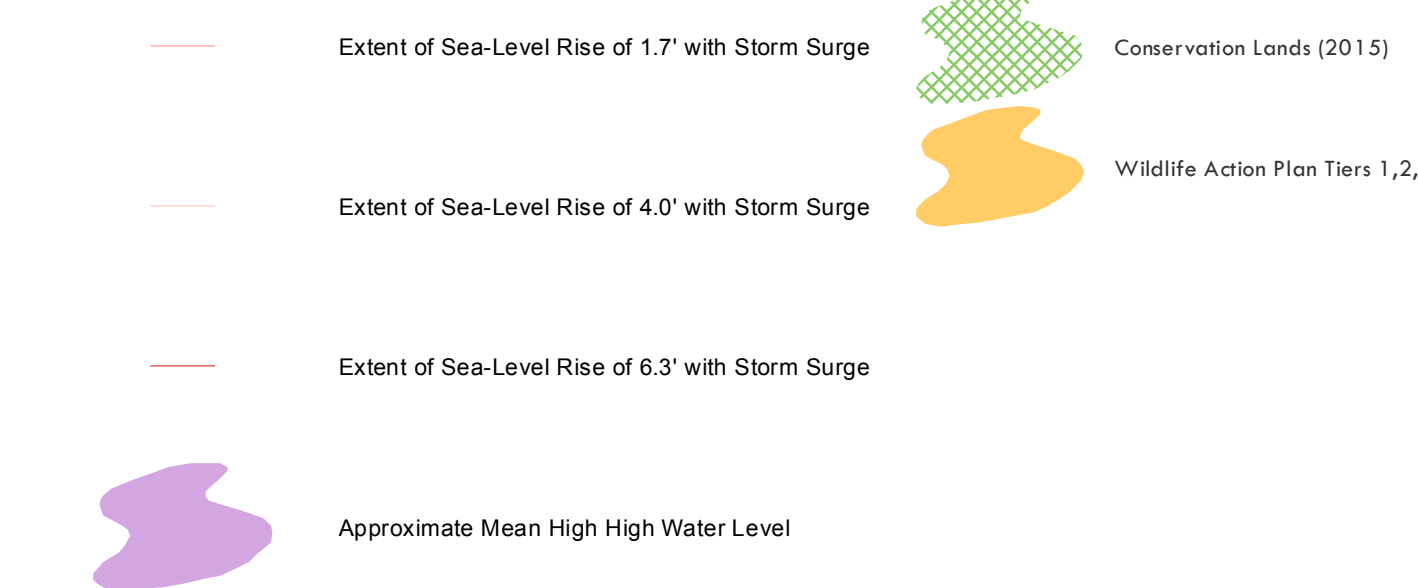 Extent of Sea-Level Rise of 1.7' with Storm Surge
Extent of Sea-Level Rise of 4.0' with Storm Surge
Extent of Sea-Level Rise of 6.3' with Storm Surge
Approximate Mean High High Water Level
Conservation Lands (2015)
Wildlife Action Plan Tiers 1,2,